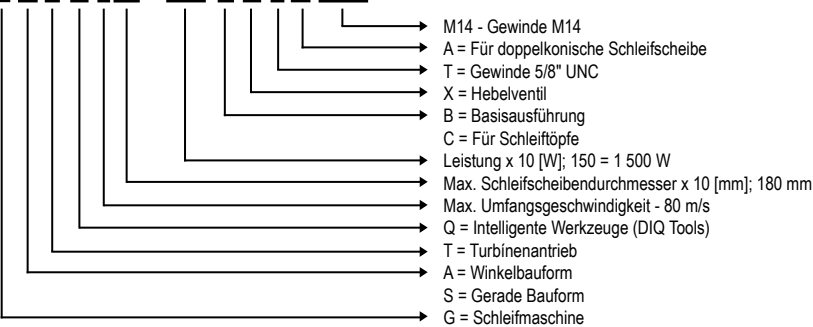 M14 - Gewinde M14
A = Für doppelkonische Schleifscheibe
T = Gewinde 5/8" UNC
X = Hebelventil
B = Basisausführung
C = Für Schleiftöpfe
Leistung x 10 [W]; 150 = 1 500 W
Max. Schleifscheibendurchmesser x 10 [mm]; 180 mm
Max. Umfangsgeschwindigkeit - 80 m/s
Q = Intelligente Werkzeuge (DIQ Tools)
T = Turbínenantrieb
A = Winkelbauform
S = Gerade Bauform
G = Schleifmaschine